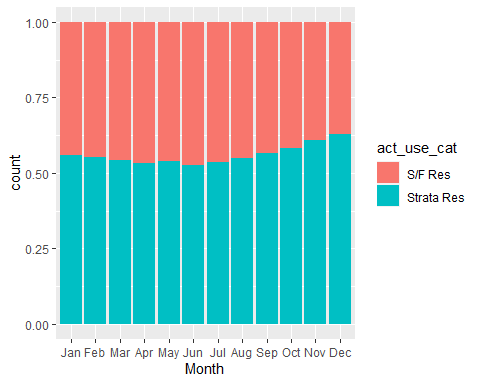 1.00
0.75
0.50
0.25
0.00
count
Jan Feb Mar Apr May Jun Jul Aug Sep Oct Nov Dec
Month
act_use_cat
S/F Res
Strata Res